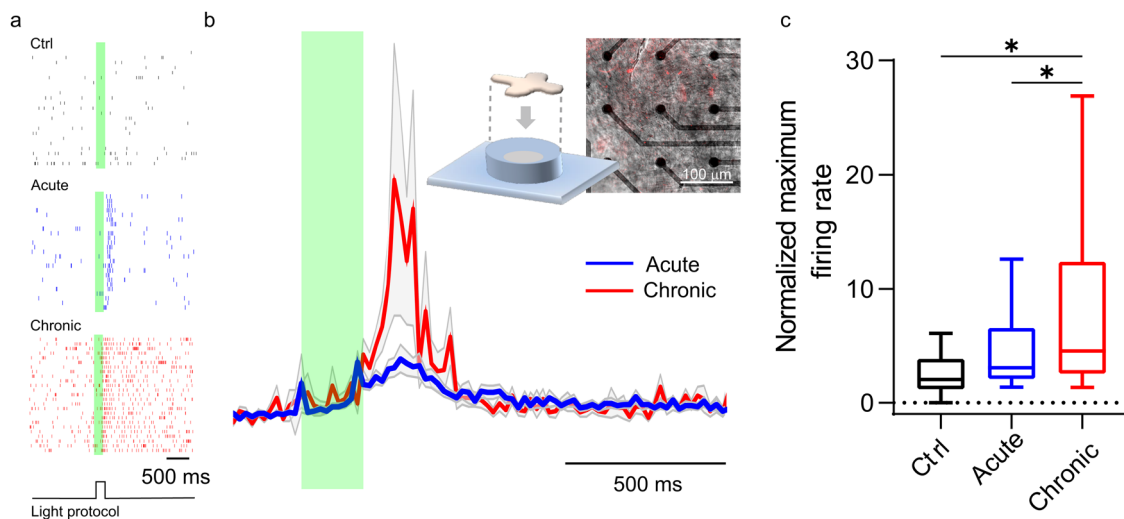 a
Ctrl
Acute
Chronic
500 ms
Light protocol
b
100 µm
Acute
Chronic
500 ms
c
Normalized maximum
firing rate
30
20
10
0
*
*
Ctrl
Acute
Chronic